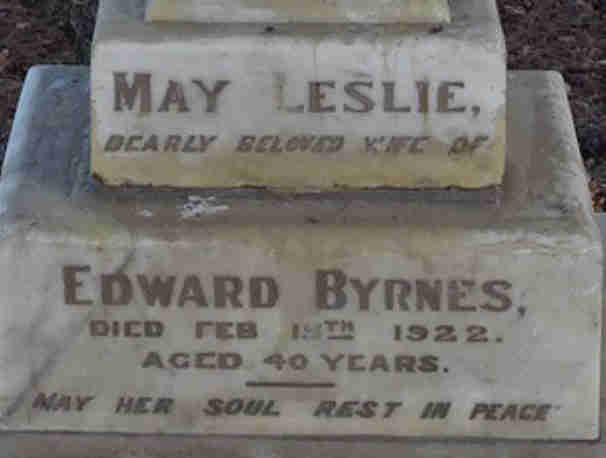 MAY LESLIE,
DEARLY BELOVED WIFE OF
EDWARD BYRNES,
DIED FEB TH 1922.
AGED 40 YEARS.
MAY HER SOUL REST IN PEACE